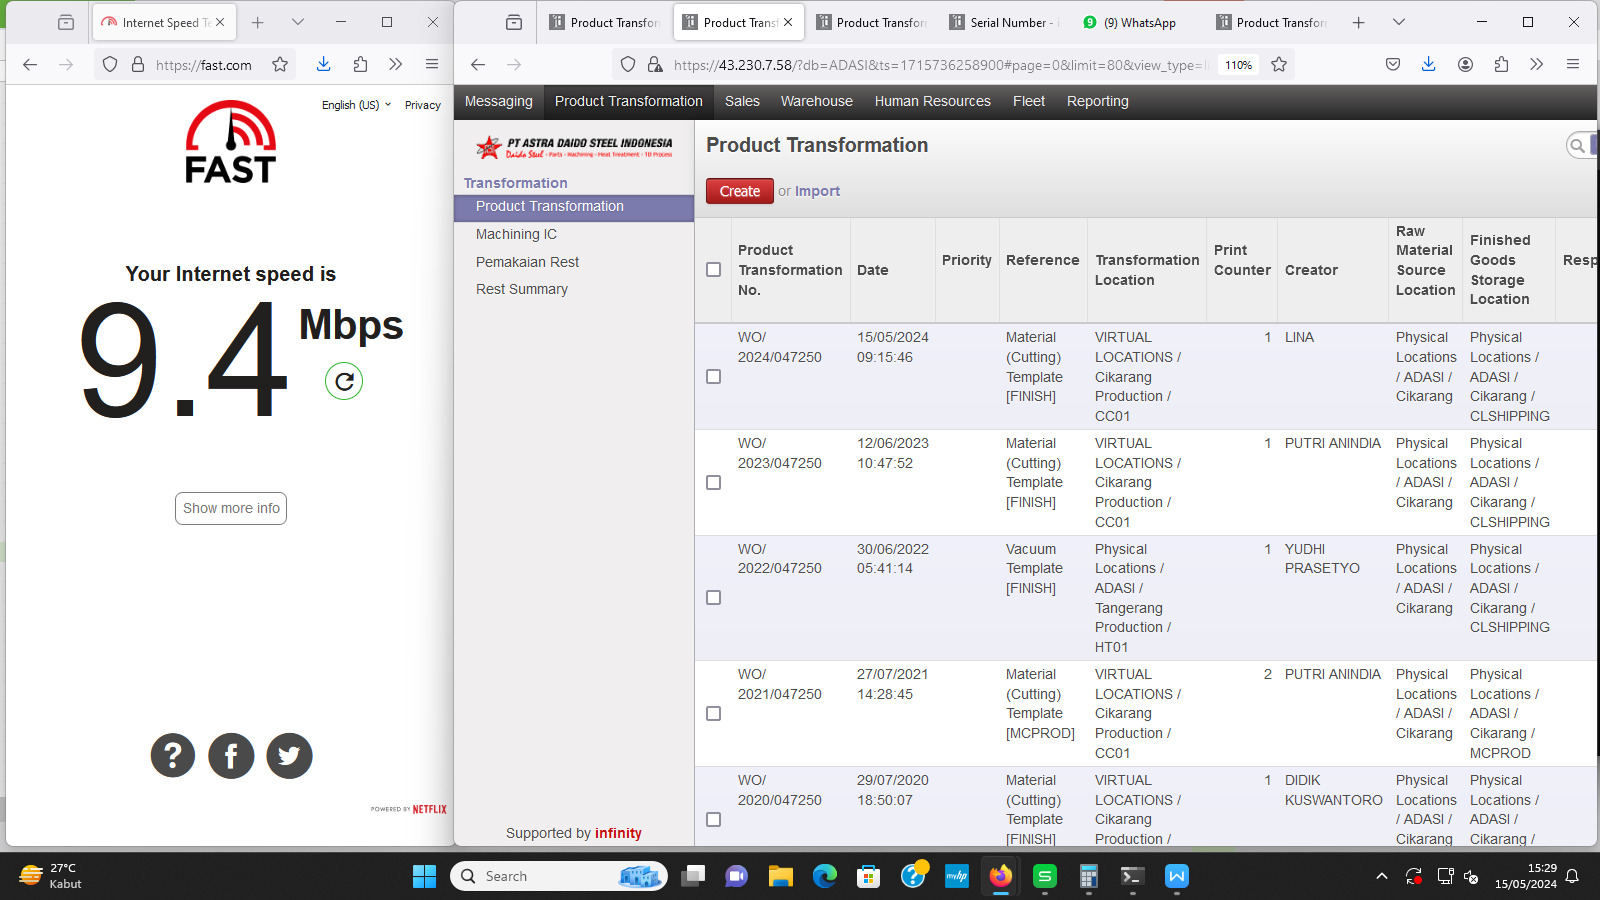 Internet Speed Te
https://fast.com
English (US)
Privacy
FAST
Your Internet speed is
9.4 Mbps
Show more info
POWERED BY NETFLIX
Product Transform
Product Transf
Product Transfor
Serial Number -
(9) WhatsApp
Product Transfor
https://43.230.7.58/?db=ADASI&ts=1715736258900#page=0&limit=80&view_type=l
110%
Messaging
Product Transformation
Sales
Warehouse
Human Resources
Fleet
Reporting
PT ASTRA DAIDO STEEL INDONESIA
Daido Steel - Parts - Machining - Heat Treatment - TD Process
Transformation
Product Transformation
Machining IC
Pemakaian Rest
Rest Summary
Supported by infinity
Product Transformation
Create or Import
Product
Transformation
No.
Date
Priority
Reference
Transformation
Location
Print
Counter
Creator
Raw
Material
Source
Location
Finished
Goods
Storage
Location
Resp
WO/
2024/047250
15/05/2024
09:15:46
Material
(Cutting)
Template
[FINISH]
VIRTUAL
LOCATIONS /
Cikarang
Production /
CC01
1
LINA
Physical
Locations
/ ADASI /
Cikarang
Physical
Locations /
ADASI /
Cikarang /
CLSHIPPING
WO/
2023/047250
12/06/2023
10:47:52
Material
(Cutting)
Template
[FINISH]
VIRTUAL
LOCATIONS /
Cikarang
Production /
CC01
1
PUTRI ANINDIA
Physical
Locations
/ ADASI /
Cikarang
Physical
Locations /
ADASI /
Cikarang /
CLSHIPPING
WO/
2022/047250
30/06/2022
05:41:14
Vacuum
Template
[FINISH]
Physical
Locations /
ADASI /
Tangerang
Production /
HT01
1
YUDHI
PRASETYO
Physical
Locations
/ ADASI /
Cikarang
Physical
Locations /
ADASI /
Cikarang /
CLSHIPPING
WO/
2021/047250
27/07/2021
14:28:45
Material
(Cutting)
Template
[MCPROD]
VIRTUAL
LOCATIONS /
Cikarang
Production /
CC01
2
PUTRI ANINDIA
Physical
Locations
/ ADASI /
Cikarang
Physical
Locations /
ADASI /
Cikarang /
MCPROD
WO/
2020/047250
29/07/2020
18:50:07
Material
(Cutting)
Template
[FINISH]
VIRTUAL
LOCATIONS /
Cikarang
Production /
1
DIDIK
KUSWANTORO
Physical
Locations
/ ADASI /
Cikarang
Physical
Locations /
ADASI /
Cikarang /
27°C
Kabut
Search
myhp
15:29
15/05/2024